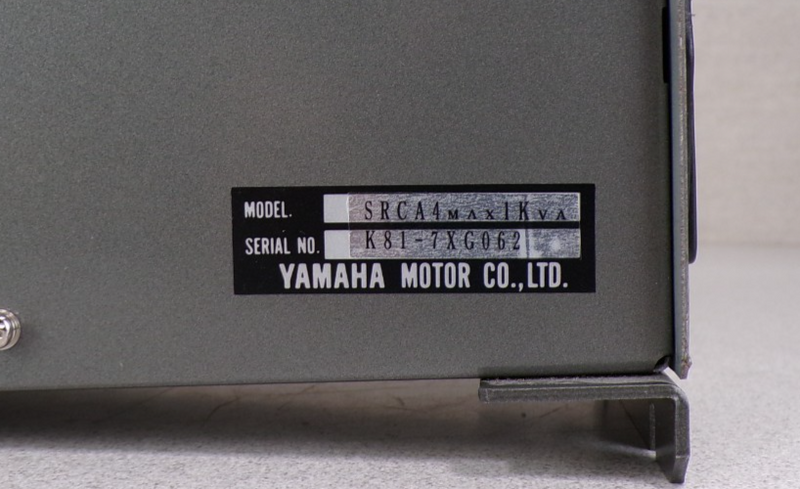 MODEL. SRCA4MAX1KVA
SERIAL NO. K81-7XG062
YAMAHA MOTOR CO.,LTD.